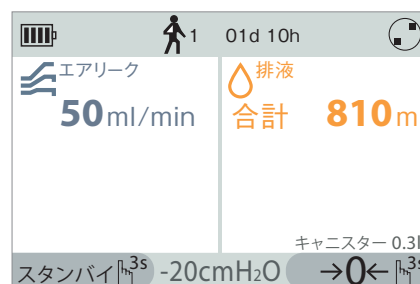 1 01d 10h
エアリーク
50ml/min
排液
合計 810m
キャニスター 0.3l
スタンバイ 3s -20cmH₂O →0← 3s